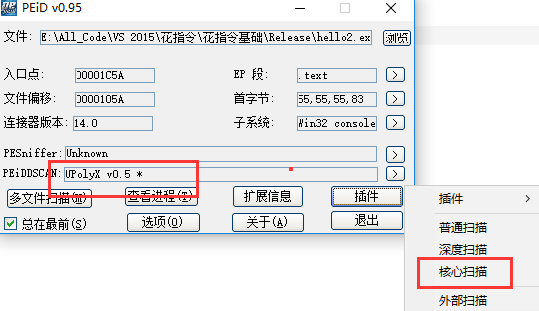 PEiD v0.95
文件: E:\All_Code\VS 2015\花指令\花指令基础\Release\hello2.ex 浏览
入口点: 00001C5A EP 段: .text >
文件偏移: 0000105A 首字节: 55,55,55,83 >
连接器版本: 14.0 子系统: Win32 console >
PESniffer: Unknown >
PEiDDSCAN: UPolyX v0.5 * >
多文件扫描(M) 查看进程(T) 扩展信息 插件
总在最前(S) 选项(O) 关于(A) 退出
插件 >
普通扫描
深度扫描
核心扫描
外部扫描